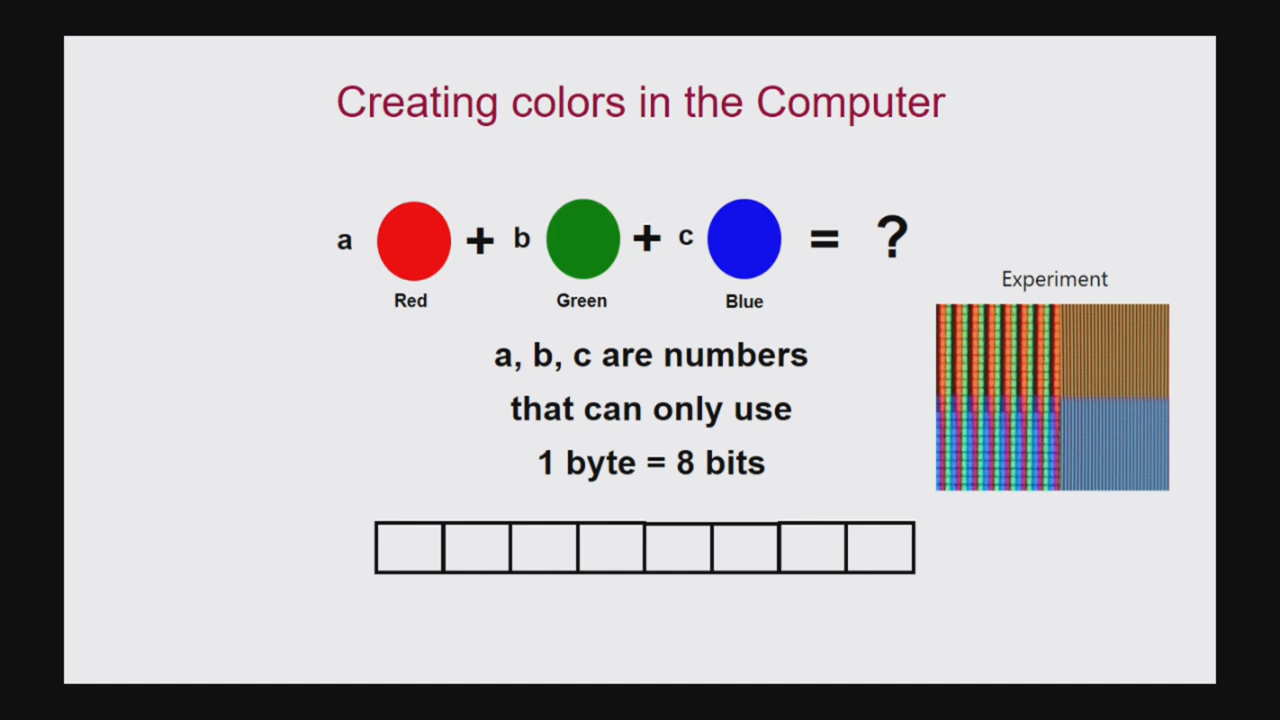 Creating colors in the Computer
a + b + c = ?
Red Green Blue
Experiment
a, b, c are numbers
that can only use
1 byte = 8 bits